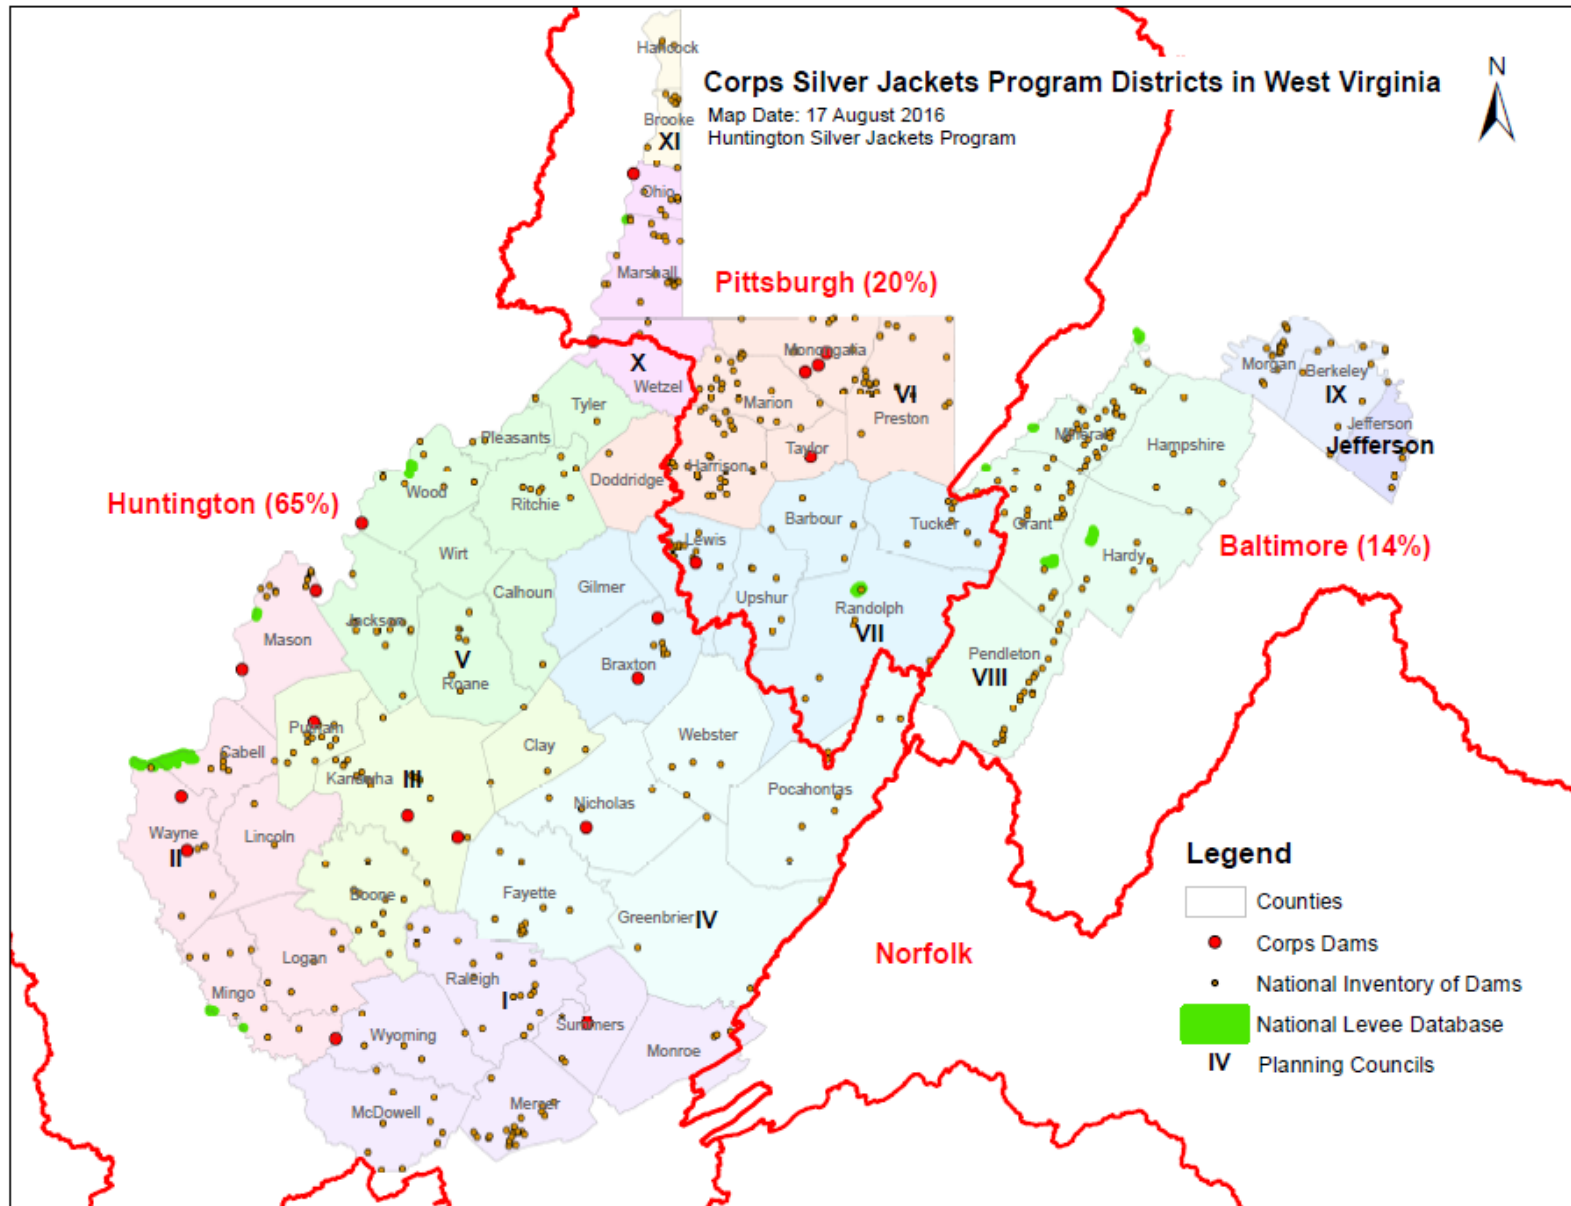 Hancock
Corps Silver Jackets Program Districts in West Virginia
Map Date: 17 August 2016
Huntington Silver Jackets Program
N
Brooke
XI
Ohio
Marshall
Pittsburgh (20%)
X
Wetzel
Monongalia
VI
Marion
Preston
Taylor
Harrison
Tyler
Pleasants
Doddridge
Wood
Ritchie
Huntington (65%)
Wirt
Calhoun
Gilmer
Lewis
Barbour
Tucker
Upshur
Randolph
VII
Morgan
Berkeley
IX
Jefferson
Jefferson
Mineral
Hampshire
Grant
Hardy
Baltimore (14%)
Pendleton
VIII
Mason
Jackson
V
Roane
Braxton
Putnam
Cabell
Kanawha
III
Clay
Webster
Nicholas
Pocahontas
Wayne
II
Lincoln
Boone
Fayette
Greenbrier
IV
Norfolk
Logan
Mingo
Raleigh
I
Summers
Wyoming
Monroe
McDowell
Mercer
Legend
Counties
Corps Dams
National Inventory of Dams
National Levee Database
IV Planning Councils